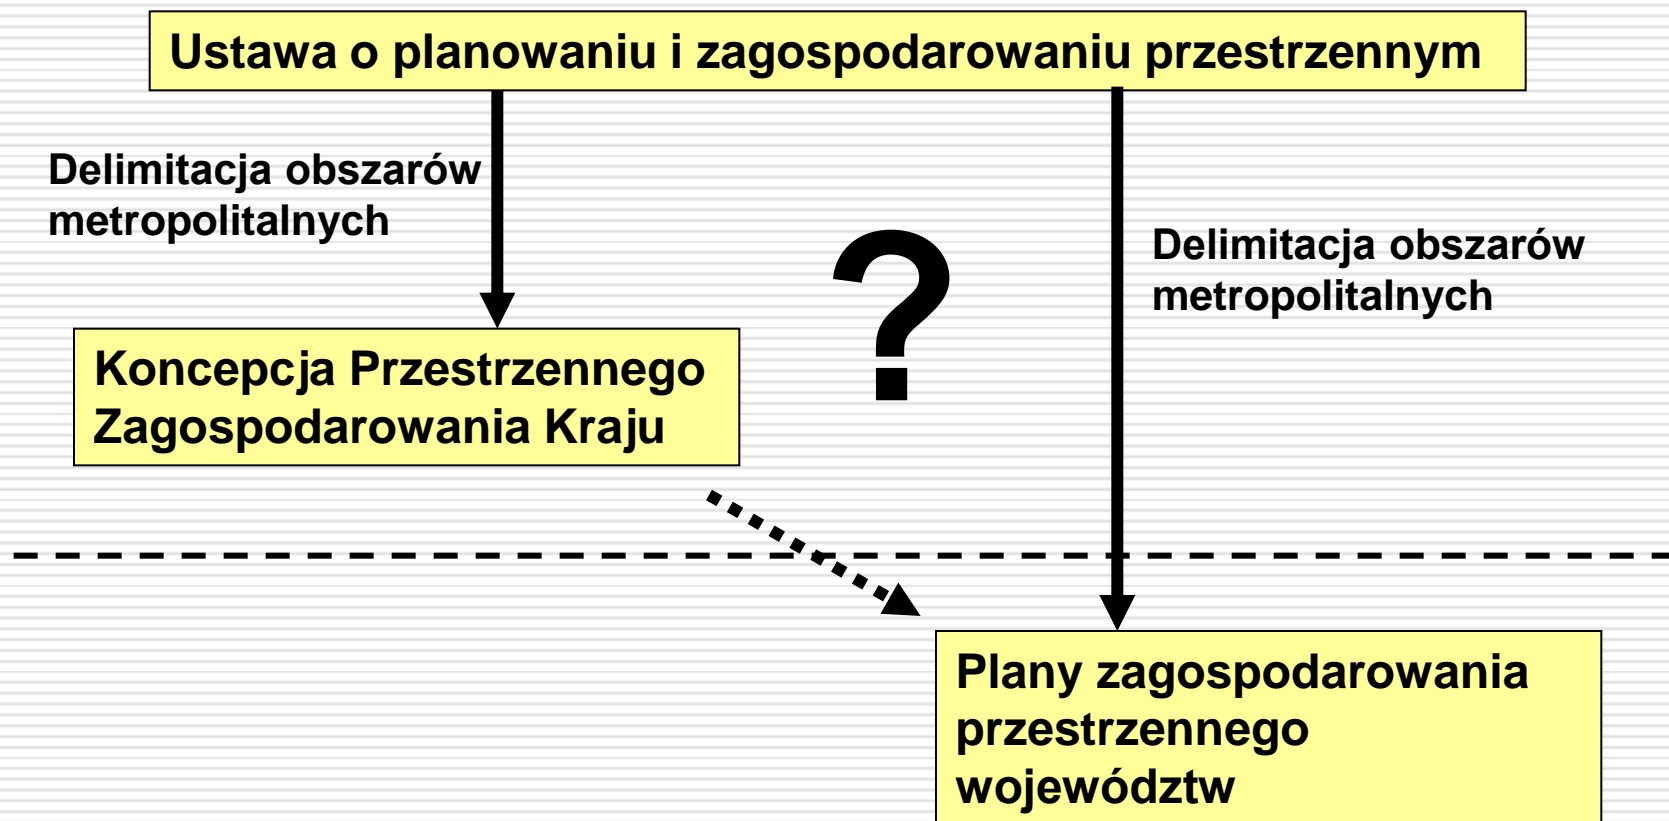 Ustawa o planowaniu i zagospodarowaniu przestrzennym
Delimitacja obszarów
metropolitalnych
?
Delimitacja obszarów
metropolitalnych
Koncepcja Przestrzennego
Zagospodarowania Kraju
Plany zagospodarowania
przestrzennego
województw